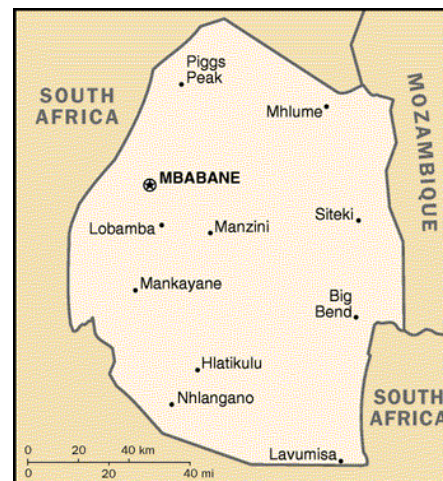 Piggs
Peak
SOUTH
AFRICA
Mhlume
MOZAMBIQUE
MBABANE
Lobamba
Manzini
Siteki
Mankayane
Big
Bend
Hlatikulu
Nhlangano
SOUTH
AFRICA
Lavumisa
0 20 40 km
0 20 40 mi